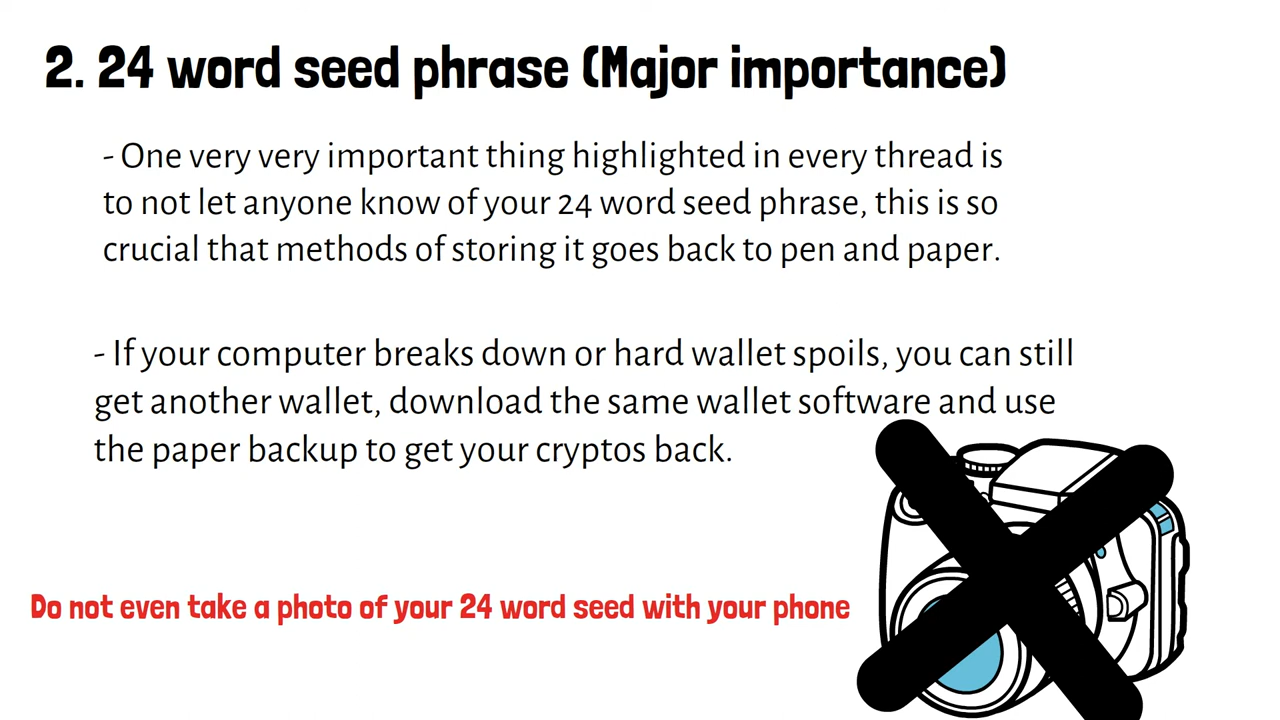 2. 24 word seed phrase (Major importance)
- One very very important thing highlighted in every thread is
to not let anyone know of your 24 word seed phrase, this is so
crucial that methods of storing it goes back to pen and paper.
- If your computer breaks down or hard wallet spoils, you can still
get another wallet, download the same wallet software and use
the paper backup to get your cryptos back.
Do not even take a photo of your 24 word seed with your phone